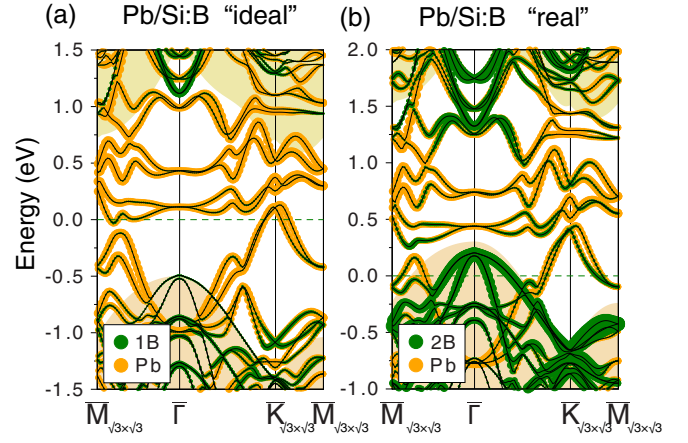 (a) Pb/Si:B “ideal” (b) Pb/Si:B “real”
1.5
1.0
0.5
0.0
-0.5
-1.0
-1.5
Energy (eV)
1B
Pb
M̅√3×√3 Γ̅ K̅√3×√3 M̅√3×√3
2.0
1.5
1.0
0.5
0.0
-0.5
-1.0
2B
Pb
M̅√3×√3 Γ̅ K̅√3×√3 M̅√3×√3